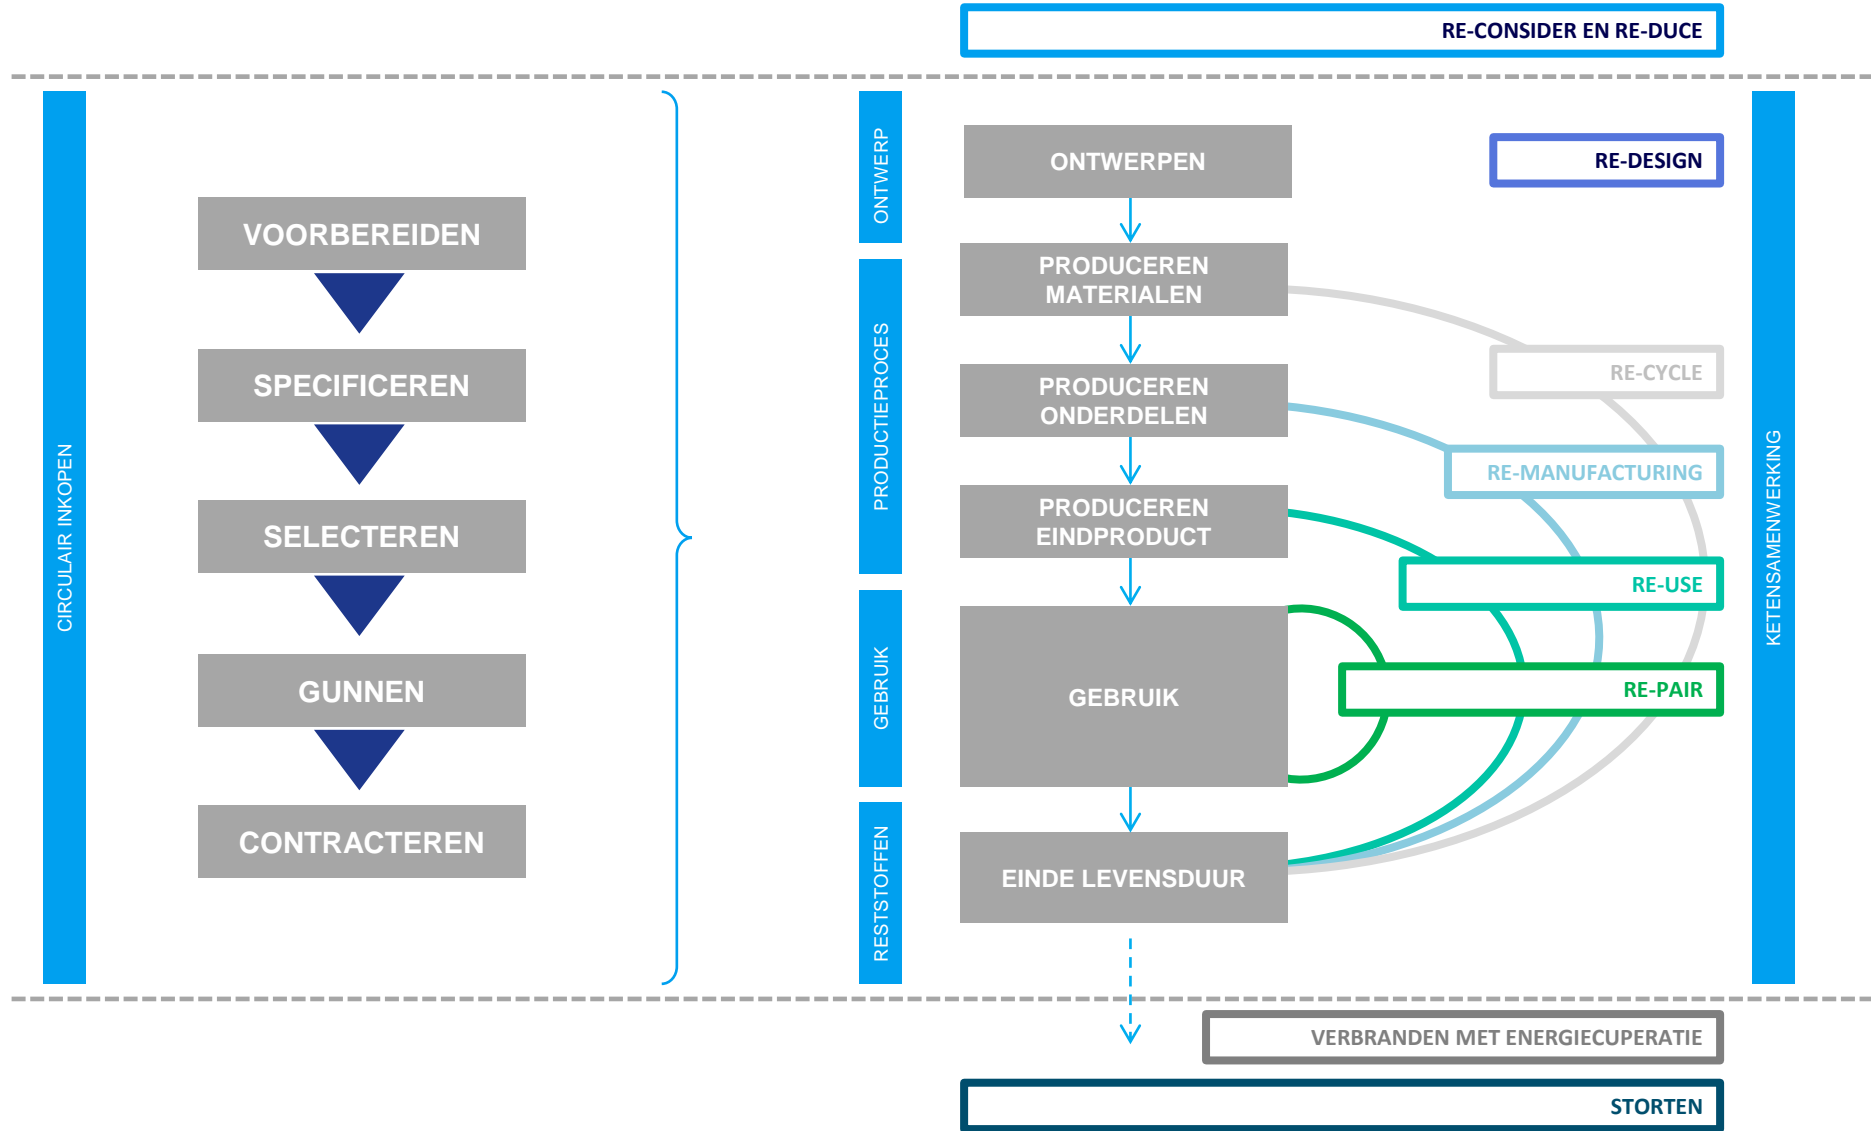 RE-CONSIDER EN RE-DUCE
CIRCULAIR INKOPEN
VOORBEREIDEN
SPECIFICEREN
SELECTEREN
GUNNEN
CONTRACTEREN
ONTWERP
PRODUCTIEPROCES
GEBRUIK
RESTSTOFFEN
ONTWERPEN
PRODUCEREN
MATERIALEN
PRODUCEREN
ONDERDELEN
PRODUCEREN
EINDPRODUCT
GEBRUIK
EINDE LEVENSDUUR
RE-DESIGN
RE-CYCLE
RE-MANUFACTURING
RE-USE
RE-PAIR
KETENSAMENWERKING
VERBRANDEN MET ENERGIECUPERATIE
STORTEN